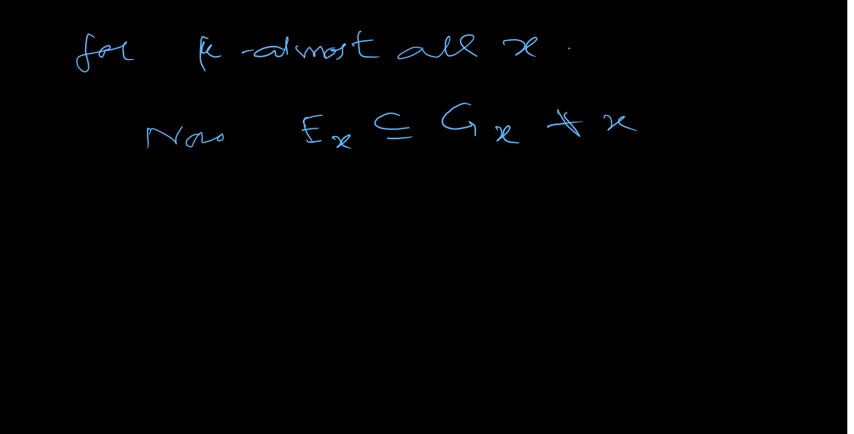 for μ-almost all x.
Now E_x ⊆ G_x ∀ x